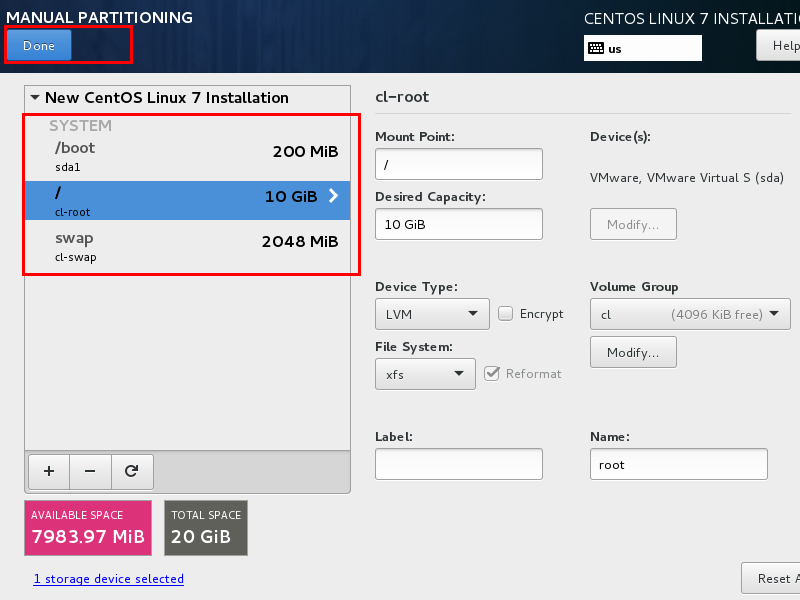 MANUAL PARTITIONING
CENTOS LINUX 7 INSTALLATI
Done
us
Help
New CentOS Linux 7 Installation
SYSTEM
/boot
200 MiB
sda1
/
10 GiB
cl-root
swap
2048 MiB
cl-swap
+ −
AVAILABLE SPACE
7983.97 MiB
TOTAL SPACE
20 GiB
1 storage device selected
cl-root
Mount Point:
/
Desired Capacity:
10 GiB
Device(s):
VMware, VMware Virtual S (sda)
Modify...
Device Type:
LVM
Encrypt
Volume Group
cl (4096 KiB free)
Modify...
File System:
xfs
Reformat
Label:
Name:
root
Reset A